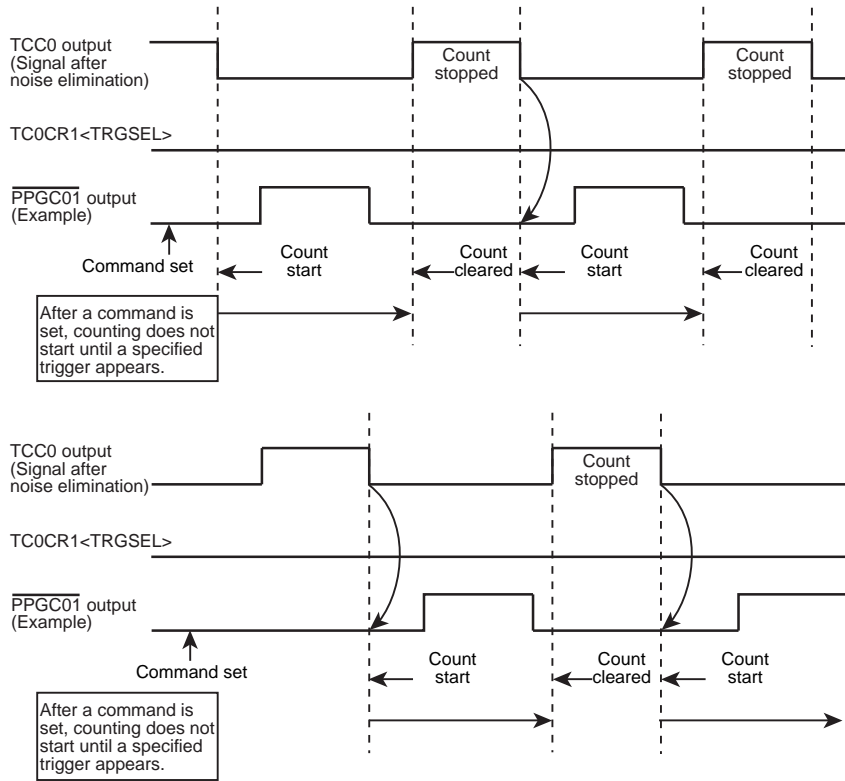 TCC0 output
(Signal after
noise elimination)
Count
stopped
Count
stopped
TC0CR1<TRGSEL>
PPGC01 output
(Example)
Command set
Count
start
Count
cleared
Count
start
Count
cleared
After a command is
set, counting does not
start until a specified
trigger appears.
TCC0 output
(Signal after
noise elimination)
Count
stopped
TC0CR1<TRGSEL>
PPGC01 output
(Example)
Command set
Count
start
Count
cleared
Count
start
After a command is
set, counting does not
start until a specified
trigger appears.